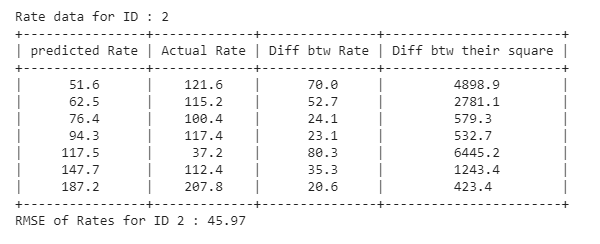 Rate data for ID : 2
+----------------+-------------+---------------+-----------------------+
| predicted Rate | Actual Rate | Diff btw Rate | Diff btw their square |
+----------------+-------------+---------------+-----------------------+
| 51.6 | 121.6 | 70.0 | 4898.9 |
| 62.5 | 115.2 | 52.7 | 2781.1 |
| 76.4 | 100.4 | 24.1 | 579.3 |
| 94.3 | 117.4 | 23.1 | 532.7 |
| 117.5 | 37.2 | 80.3 | 6445.2 |
| 147.7 | 112.4 | 35.3 | 1243.4 |
| 187.2 | 207.8 | 20.6 | 423.4 |
+----------------+-------------+---------------+-----------------------+
RMSE of Rates for ID 2 : 45.97